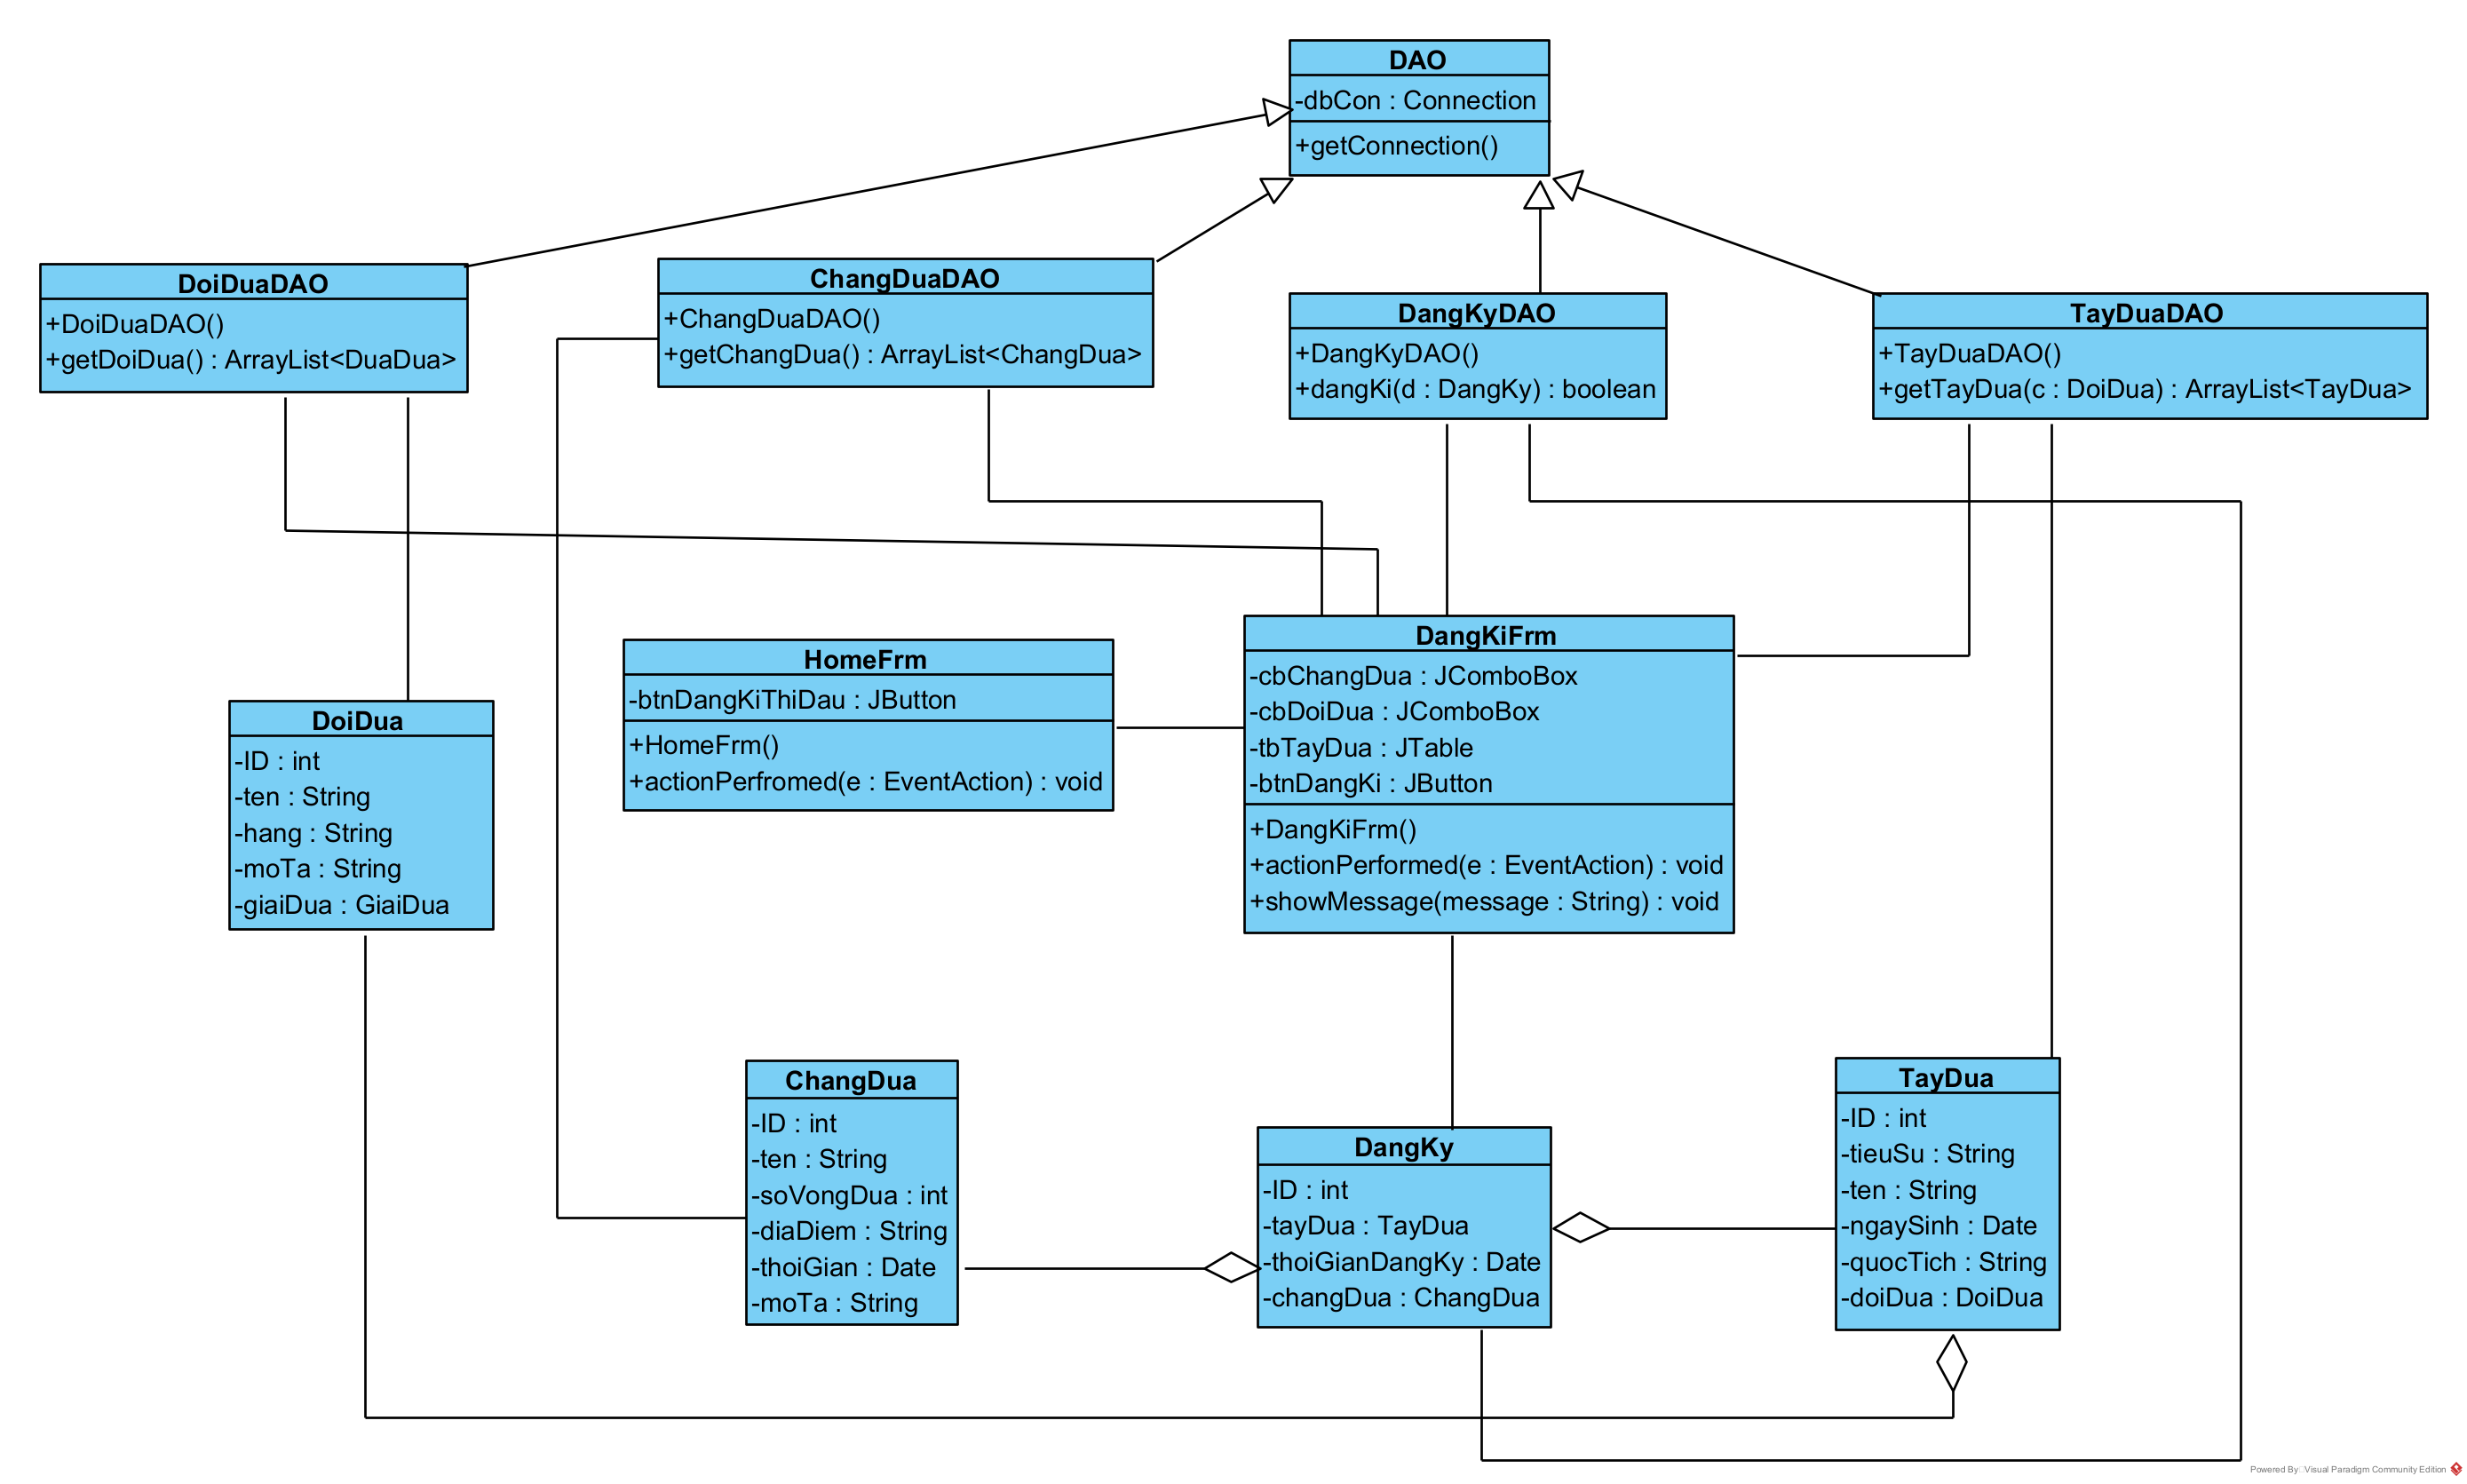 DAO
-dbCon : Connection
+getConnection()
DoiDuaDAO
+DoiDuaDAO()
+getDoiDua() : ArrayList<DuaDua>
ChangDuaDAO
+ChangDuaDAO()
+getChangDua() : ArrayList<ChangDua>
DangKyDAO
+DangKyDAO()
+dangKi(d : DangKy) : boolean
TayDuaDAO
+TayDuaDAO()
+getTayDua(c : DoiDua) : ArrayList<TayDua>
HomeFrm
-btnDangKiThiDau : JButton
+HomeFrm()
+actionPerfromed(e : EventAction) : void
DangKiFrm
-cbChangDua : JComboBox
-cbDoiDua : JComboBox
-tbTayDua : JTable
-btnDangKi : JButton
+DangKiFrm()
+actionPerformed(e : EventAction) : void
+showMessage(message : String) : void
DoiDua
-ID : int
-ten : String
-hang : String
-moTa : String
-giaiDua : GiaiDua
ChangDua
-ID : int
-ten : String
-soVongDua : int
-diaDiem : String
-thoiGian : Date
-moTa : String
DangKy
-ID : int
-tayDua : TayDua
-thoiGianDangKy : Date
-changDua : ChangDua
TayDua
-ID : int
-tieuSu : String
-ten : String
-ngaySinh : Date
-quocTich : String
-doiDua : DoiDua
Powered By Visual Paradigm Community Edition